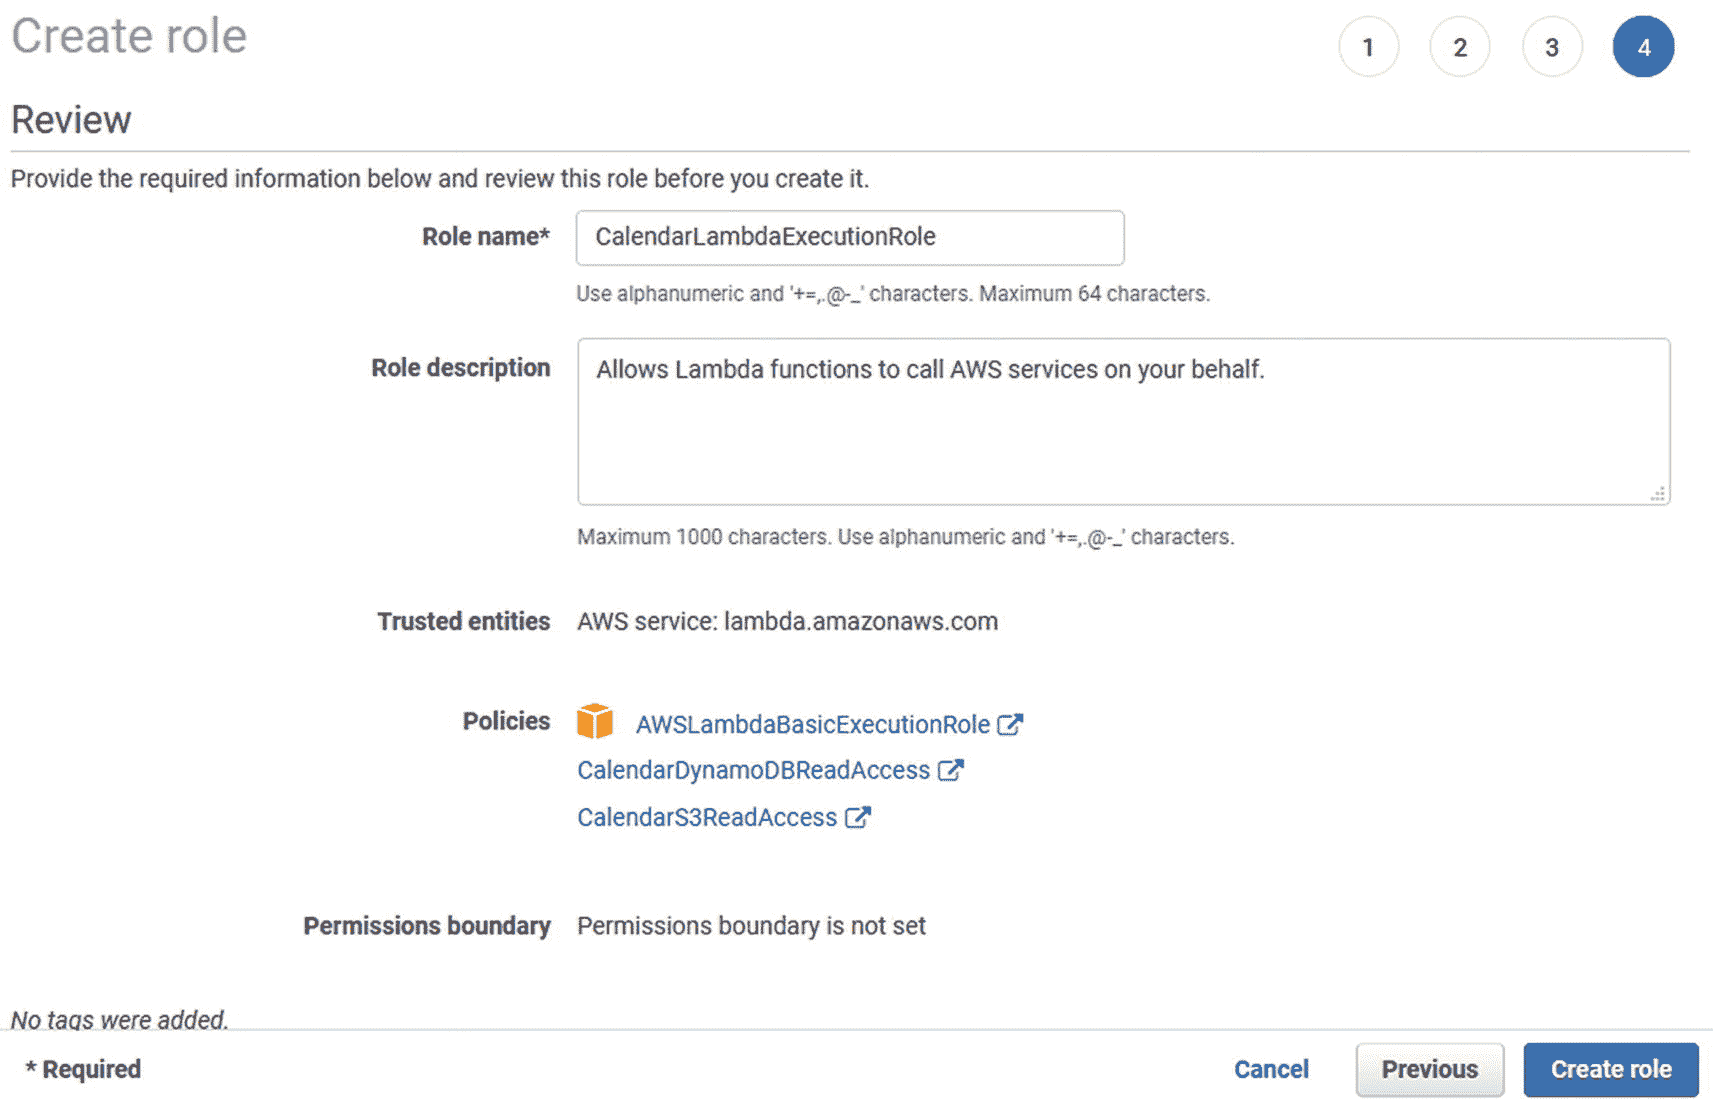 Create role
1 2 3 4
Review
Provide the required information below and review this role before you create it.
Role name* CalendarLambdaExecutionRole
Use alphanumeric and '+=,.@-_' characters. Maximum 64 characters.
Role description Allows Lambda functions to call AWS services on your behalf.
Maximum 1000 characters. Use alphanumeric and '+=,.@-_' characters.
Trusted entities AWS service: lambda.amazonaws.com
Policies AWSLambdaBasicExecutionRole
CalendarDynamoDBReadAccess
CalendarS3ReadAccess
Permissions boundary Permissions boundary is not set
No tags were added.
* Required Cancel Previous Create role